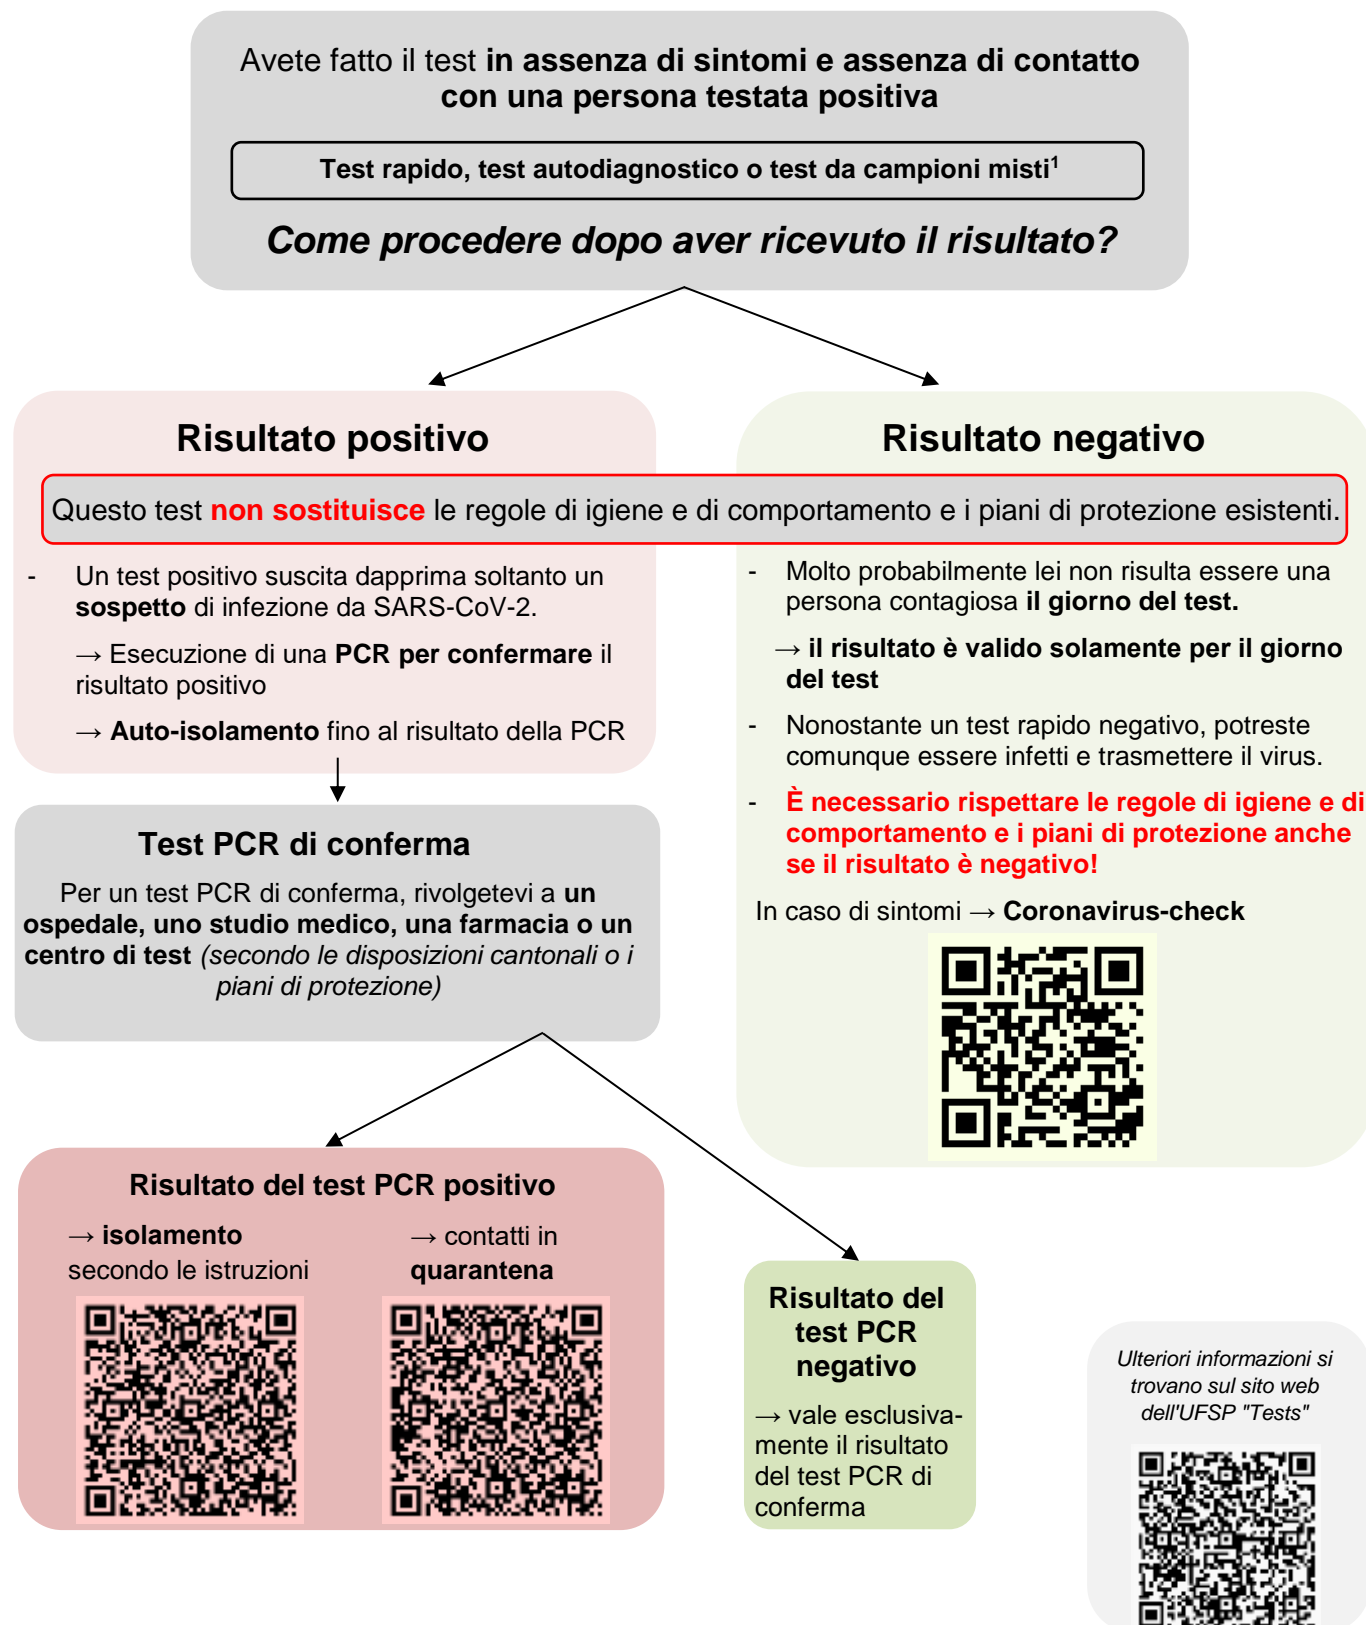 Avete fatto il test in assenza di sintomi e assenza di contatto
con una persona testata positiva
Test rapido, test autodiagnostico o test da campioni misti¹
Come procedere dopo aver ricevuto il risultato?
Risultato positivo
Risultato negativo
Questo test non sostituisce le regole di igiene e di comportamento e i piani di protezione esistenti.
- Un test positivo suscita dapprima soltanto un
sospetto di infezione da SARS-CoV-2.
→ Esecuzione di una PCR per confermare il
risultato positivo
→ Auto-isolamento fino al risultato della PCR
- Molto probabilmente lei non risulta essere una
persona contagiosa il giorno del test.
→ il risultato è valido solamente per il giorno
del test
- Nonostante un test rapido negativo, potreste
comunque essere infetti e trasmettere il virus.
- È necessario rispettare le regole di igiene e di
comportamento e i piani di protezione anche
se il risultato è negativo!
In caso di sintomi → Coronavirus-check
Test PCR di conferma
Per un test PCR di conferma, rivolgetevi a un
ospedale, uno studio medico, una farmacia o un
centro di test (secondo le disposizioni cantonali o i
piani di protezione)
Risultato del test PCR positivo
→ isolamento
secondo le istruzioni
→ contatti in
quarantena
Risultato del
test PCR
negativo
→ vale esclusiva-
mente il risultato
del test PCR di
conferma
Ulteriori informazioni si
trovano sul sito web
dell'UFSP "Tests"